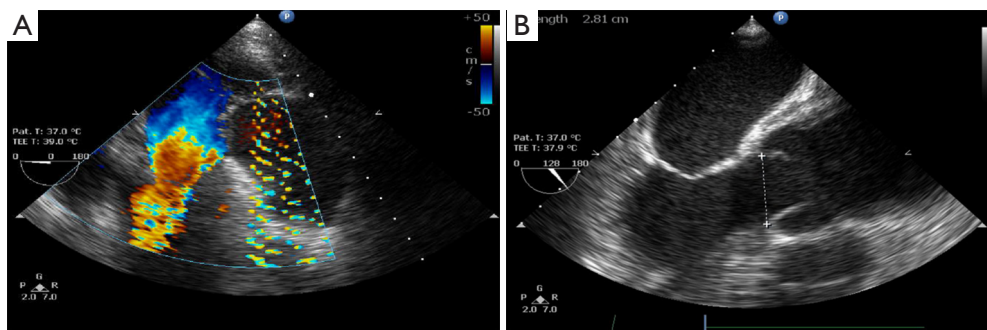 A
P
+50
c
m
/
s
-50
Pat. T: 37.0 °C
TEE T: 39.0 °C
0 0 180
G
P R
2.0 7.0
B
ength 2.81 cm
P
Pat. T: 37.0 °C
TEE T: 37.9 °C
0 128 180
G
P R
2.0 7.0